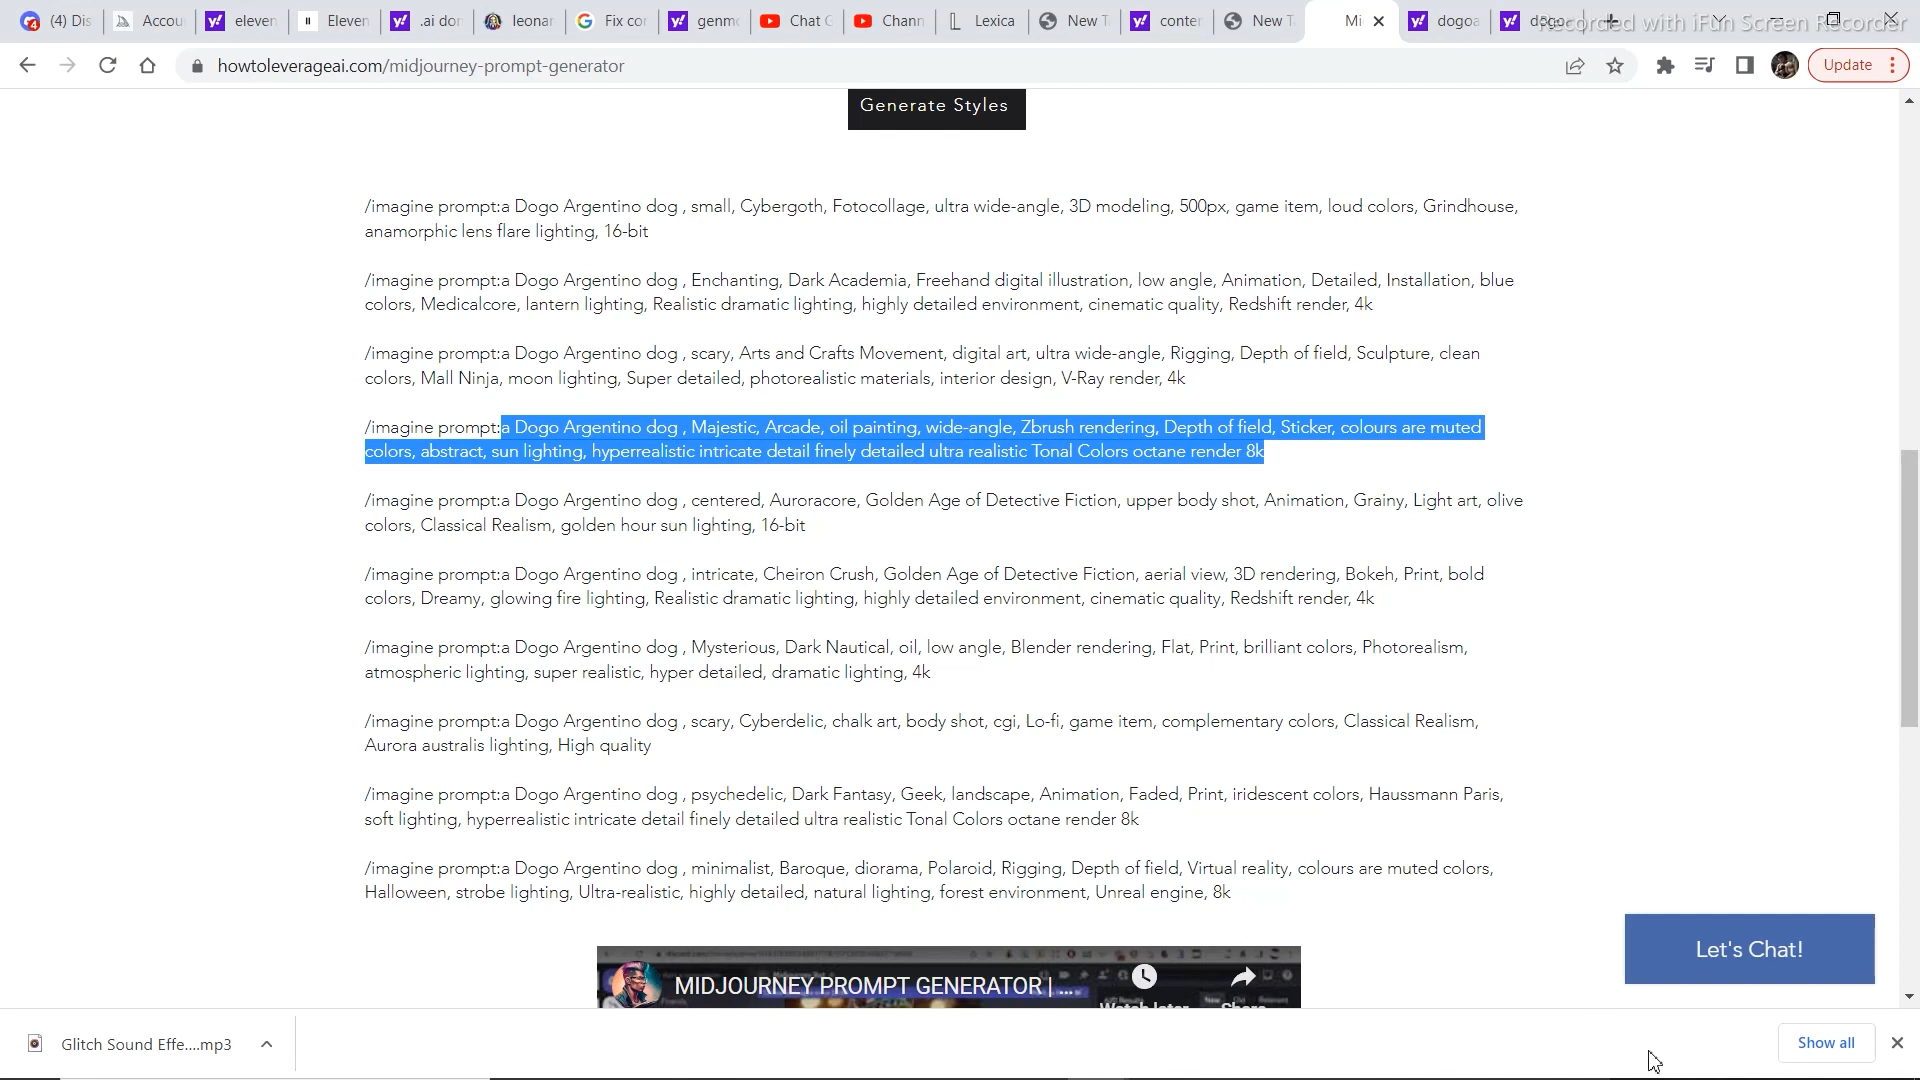 (4) Dis
Accou
eleven
Eleven
.ai dom
leonar
Fix co
genmo
Chat G
Chann
Lexica
New T
conter
New T
Mi
dogoa
dogo
Recorded with iFun Screen Recorder
howtoleverageai.com/midjourney-prompt-generator
Update
Generate Styles
/imagine prompt:a Dogo Argentino dog , small, Cybergoth, Fotocollage, ultra wide-angle, 3D modeling, 500px, game item, loud colors, Grindhouse,
anamorphic lens flare lighting, 16-bit
/imagine prompt:a Dogo Argentino dog , Enchanting, Dark Academia, Freehand digital illustration, low angle, Animation, Detailed, Installation, blue
colors, Medicalcore, lantern lighting, Realistic dramatic lighting, highly detailed environment, cinematic quality, Redshift render, 4k
/imagine prompt:a Dogo Argentino dog , scary, Arts and Crafts Movement, digital art, ultra wide-angle, Rigging, Depth of field, Sculpture, clean
colors, Mall Ninja, moon lighting, Super detailed, photorealistic materials, interior design, V-Ray render, 4k
/imagine prompt:a Dogo Argentino dog , Majestic, Arcade, oil painting, wide-angle, Zbrush rendering, Depth of field, Sticker, colours are muted
colors, abstract, sun lighting, hyperrealistic intricate detail finely detailed ultra realistic Tonal Colors octane render 8k
/imagine prompt:a Dogo Argentino dog , centered, Auroracore, Golden Age of Detective Fiction, upper body shot, Animation, Grainy, Light art, olive
colors, Classical Realism, golden hour sun lighting, 16-bit
/imagine prompt:a Dogo Argentino dog , intricate, Cheiron Crush, Golden Age of Detective Fiction, aerial view, 3D rendering, Bokeh, Print, bold
colors, Dreamy, glowing fire lighting, Realistic dramatic lighting, highly detailed environment, cinematic quality, Redshift render, 4k
/imagine prompt:a Dogo Argentino dog , Mysterious, Dark Nautical, oil, low angle, Blender rendering, Flat, Print, brilliant colors, Photorealism,
atmospheric lighting, super realistic, hyper detailed, dramatic lighting, 4k
/imagine prompt:a Dogo Argentino dog , scary, Cyberdelic, chalk art, body shot, cgi, Lo-fi, game item, complementary colors, Classical Realism,
Aurora australis lighting, High quality
/imagine prompt:a Dogo Argentino dog , psychedelic, Dark Fantasy, Geek, landscape, Animation, Faded, Print, iridescent colors, Haussmann Paris,
soft lighting, hyperrealistic intricate detail finely detailed ultra realistic Tonal Colors octane render 8k
/imagine prompt:a Dogo Argentino dog , minimalist, Baroque, diorama, Polaroid, Rigging, Depth of field, Virtual reality, colours are muted colors,
Halloween, strobe lighting, Ultra-realistic, highly detailed, natural lighting, forest environment, Unreal engine, 8k
Let's Chat!
MIDJOURNEY PROMPT GENERATOR | ...
Watch later
Share
Glitch Sound Effe....mp3
Show all